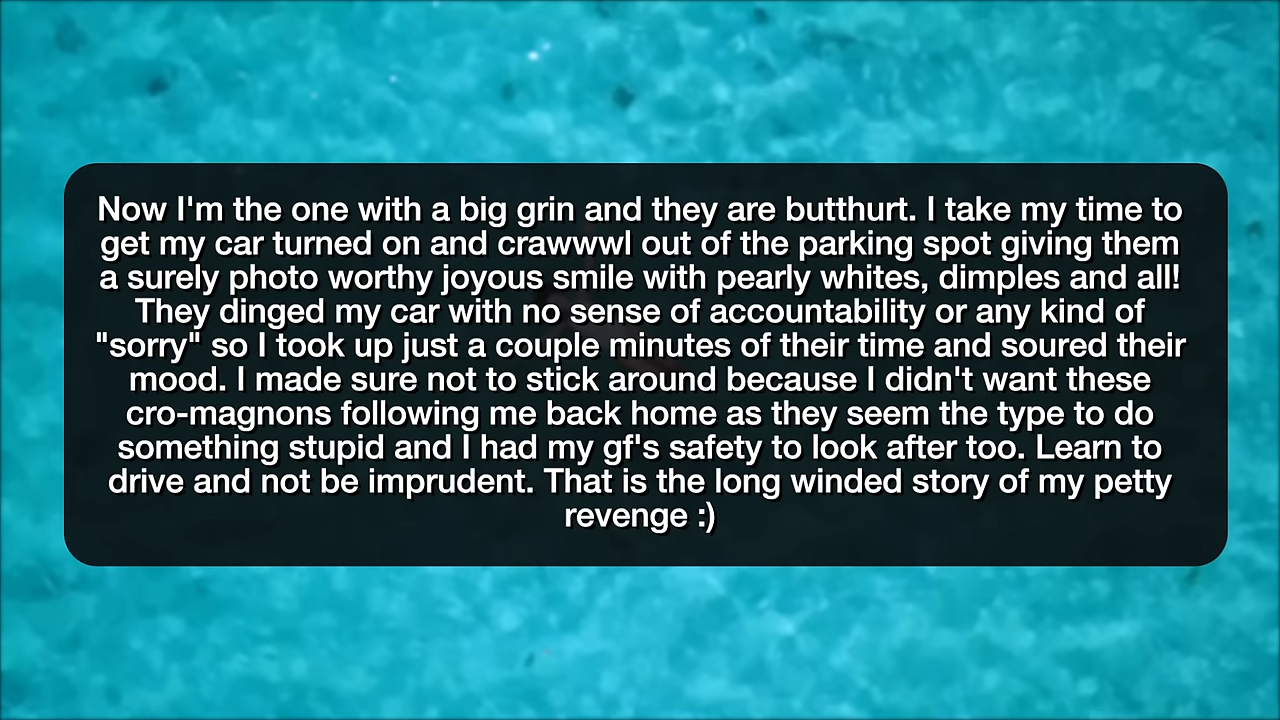 Now I'm the one with a big grin and they are butthurt. I take my time to
get my car turned on and crawwwl out of the parking spot giving them
a surely photo worthy joyous smile with pearly whites, dimples and all!
They dinged my car with no sense of accountability or any kind of
"sorry" so I took up just a couple minutes of their time and soured their
mood. I made sure not to stick around because I didn't want these
cro-magnons following me back home as they seem the type to do
something stupid and I had my gf's safety to look after too. Learn to
drive and not be imprudent. That is the long winded story of my petty
revenge :)